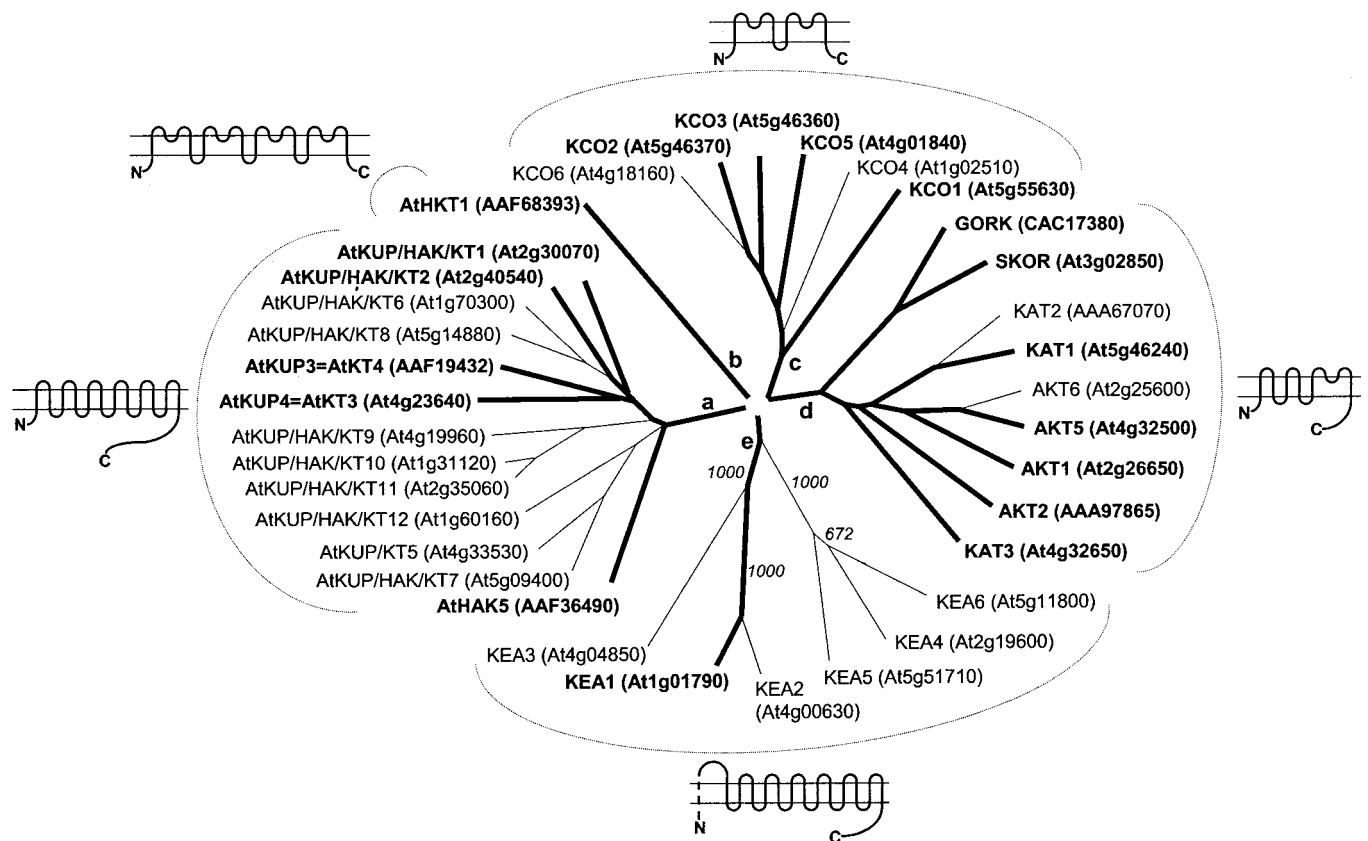 N
C
N
C
KCO3 (At5g46360)
KCO2 (At5g46370)
KCO5 (At4g01840)
KCO6 (At4g18160)
KCO4 (At1g02510)
KCO1 (At5g55630)
AtHKT1 (AAF68393)
GORK (CAC17380)
SKOR (At3g02850)
KAT2 (AAA67070)
KAT1 (At5g46240)
AKT6 (At2g25600)
AKT5 (At4g32500)
AKT1 (At2g26650)
AKT2 (AAA97865)
KAT3 (At4g32650)
AtKUP/HAK/KT1 (At2g30070)
AtKUP/HAK/KT2 (At2g40540)
AtKUP/HAK/KT6 (At1g70300)
AtKUP/HAK/KT8 (At5g14880)
AtKUP3=AtKT4 (AAF19432)
AtKUP4=AtKT3 (At4g23640)
AtKUP/HAK/KT9 (At4g19960)
AtKUP/HAK/KT10 (At1g31120)
AtKUP/HAK/KT11 (At2g35060)
AtKUP/HAK/KT12 (At1g60160)
AtKUP/KT5 (At4g33530)
AtKUP/HAK/KT7 (At5g09400)
AtHAK5 (AAF36490)
N
C
N
C
b
c
a
d
e
1000
1000
672
1000
KEA6 (At5g11800)
KEA4 (At2g19600)
KEA5 (At5g51710)
KEA3 (At4g04850)
KEA1 (At1g01790)
KEA2
(At4g00630)
N
C